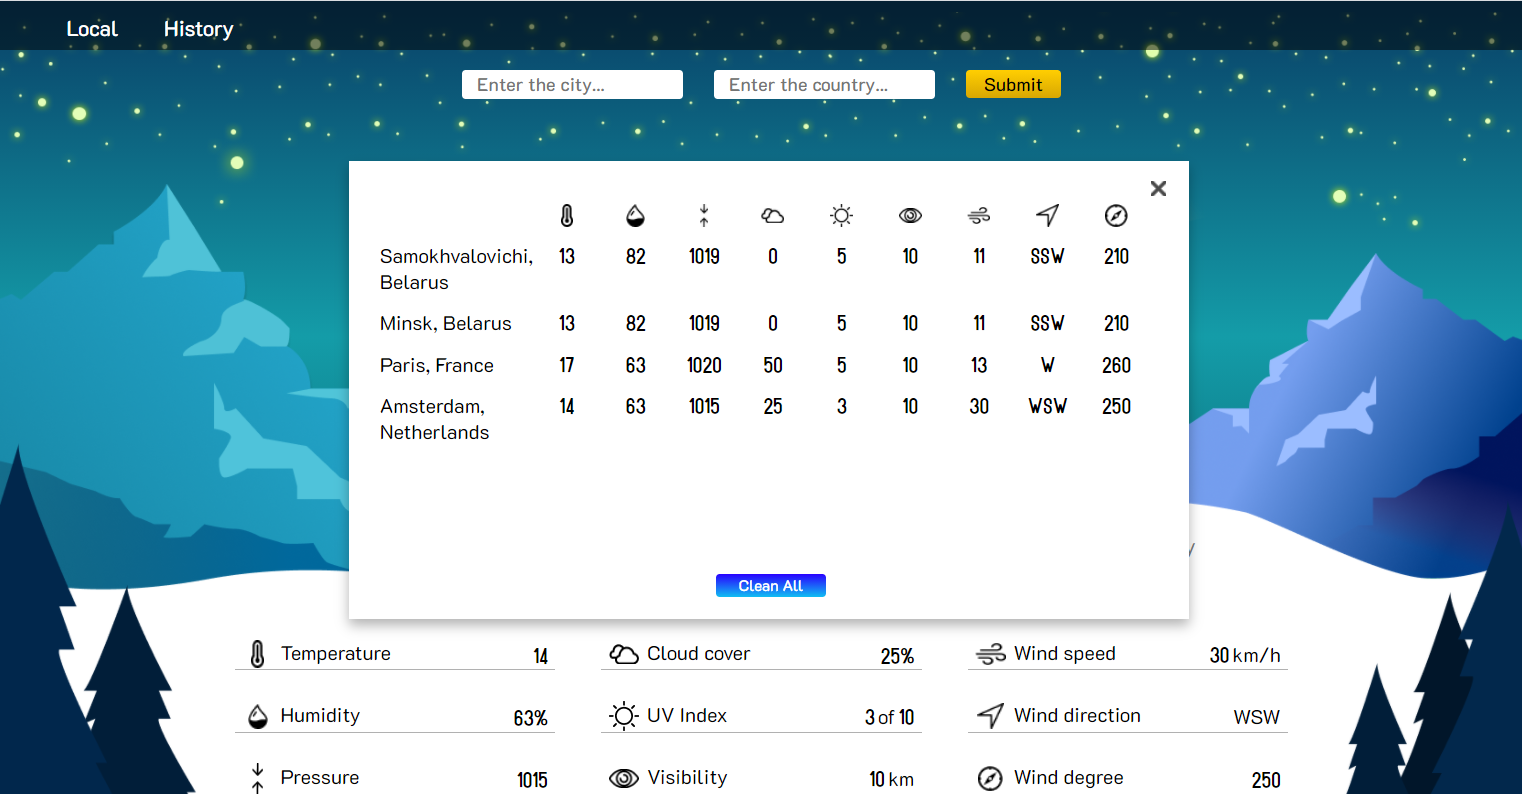 Local History
Enter the city... Enter the country... Submit
Samokhvalovichi, 13 82 1019 0 5 10 11 SSW 210
Belarus
Minsk, Belarus 13 82 1019 0 5 10 11 SSW 210
Paris, France 17 63 1020 50 5 10 13 W 260
Amsterdam, 14 63 1015 25 3 10 30 WSW 250
Netherlands
Clean All
Temperature 14 Cloud cover 25% Wind speed 30 km/h
Humidity 63% UV Index 3 of 10 Wind direction WSW
Pressure 1015 Visibility 10 km Wind degree 250